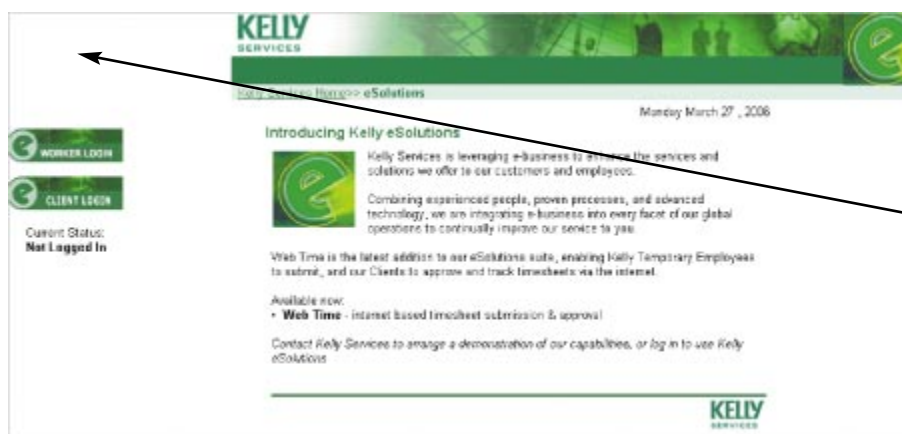 KELLY
SERVICES
Kelly Services Home>> eSolutions
Monday March 27 , 2006
Introducing Kelly eSolutions
Kelly Services is leveraging e-business to enhance the services and
solutions we offer to our customers and employees.
Combining experienced people, proven processes, and advanced
technology, we are integrating e-business into every facet of our global
operations to continually improve our service to you.
e WORKER LOGIN
e CLIENT LOGIN
Current Status:
Not Logged In
Web Time is the latest addition to our eSolutions suite, enabling Kelly Temporary Employees
to submit, and our Clients to approve and track timesheets via the internet.
Available now:
• Web Time - internet based timesheet submission & approval
Contact Kelly Services to arrange a demonstration of our capabilities, or log in to use Kelly
eSolutions
KELLY
SERVICES